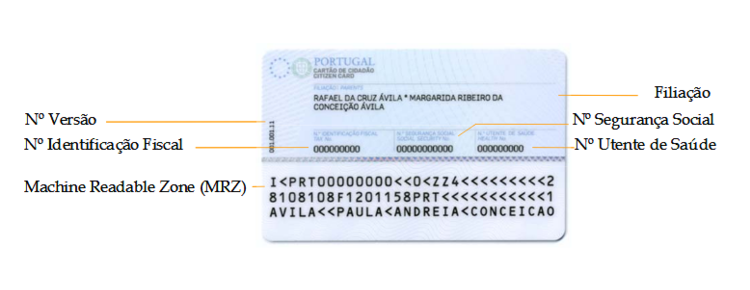 PORTUGAL
CARTÃO DE CIDADÃO
CITIZEN CARD
FILIAÇÃO / PARENTS
Filiação
RAFAEL DA CRUZ ÁVILA * MARGARIDA RIBEIRO DA
CONCEIÇÃO ÁVILA
Nº Versão
001.001.11
Nº Segurança Social
Nº IDENTIFICAÇÃO FISCAL
Nº SEGURANÇA SOCIAL
Nº UTENTE DE SAÚDE
TAX No.
SOCIAL SECURITY No.
HEALTH No.
Nº Identificação Fiscal
000000000
00000000000
000000000
Nº Utente de Saúde
Machine Readable Zone (MRZ)
I<PRT00000000<<0<ZZ4<<<<<<<<<<2
8108108F1201158PRT<<<<<<<<<<<1
AVILA<<PAULA<ANDREIA<CONCEICAO